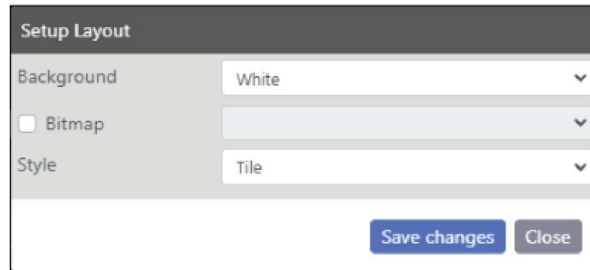 Setup Layout
Background White
Bitmap
Style Tile
Save changes Close